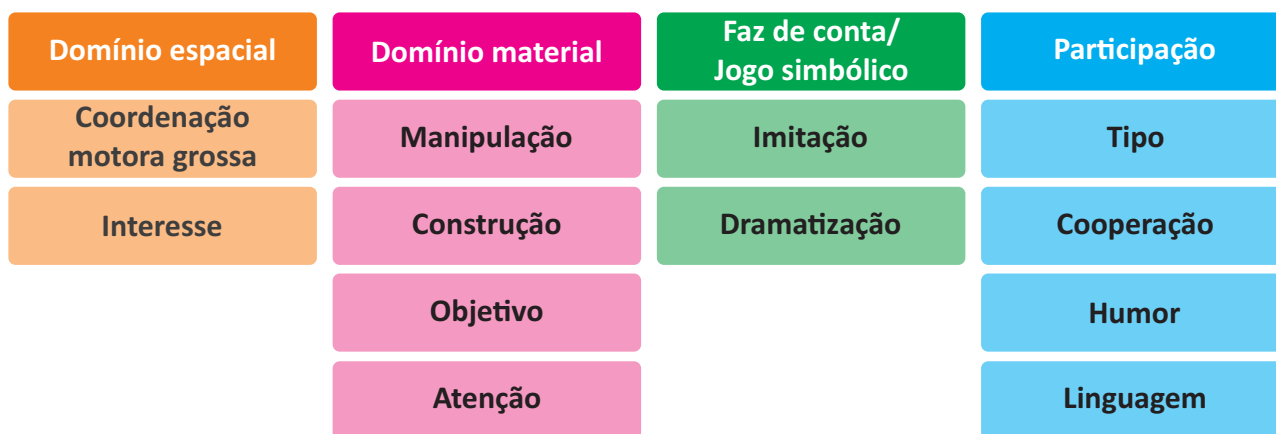 Domínio espacial
Coordenação
motora grossa
Interesse
Domínio material
Manipulação
Construção
Objetivo
Atenção
Faz de conta/
Jogo simbólico
Imitação
Dramatização
Participação
Tipo
Cooperação
Humor
Linguagem